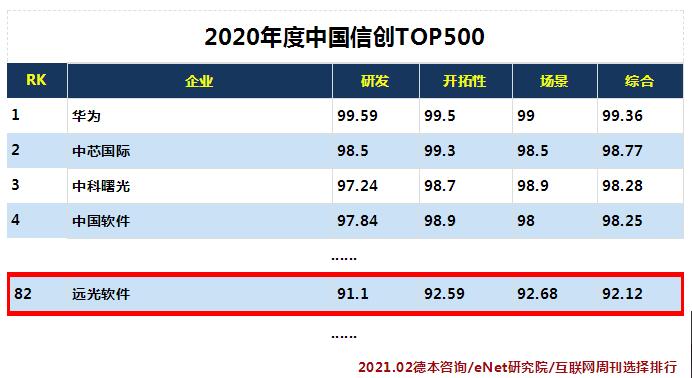 2020年度中国信创TOP500
RK 企业 研发 开拓性 场景 综合
1 华为 99.59 99.5 99 99.36
2 中芯国际 98.5 99.3 98.5 98.77
3 中科曙光 97.24 98.7 98.9 98.28
4 中国软件 97.84 98.9 98 98.25
......
82 远光软件 91.1 92.59 92.68 92.12
......
2021.02德本咨询/eNet研究院/互联网周刊选择排行